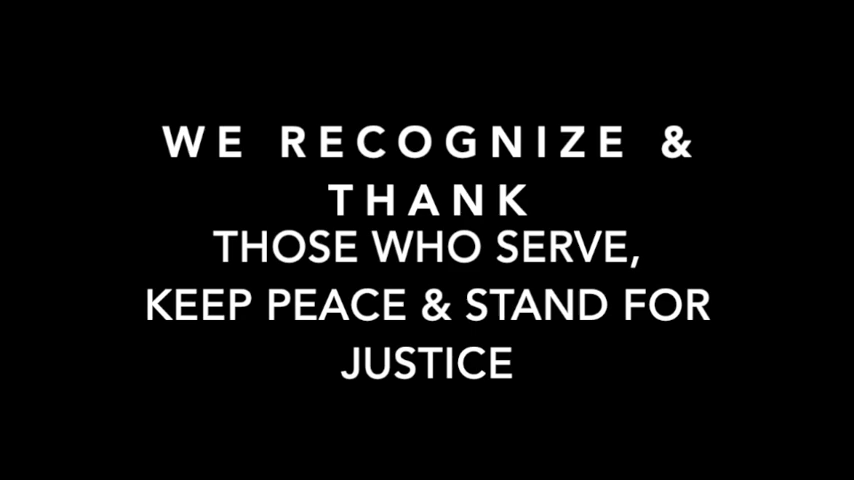 WE RECOGNIZE &
THANK
THOSE WHO SERVE,
KEEP PEACE & STAND FOR
JUSTICE